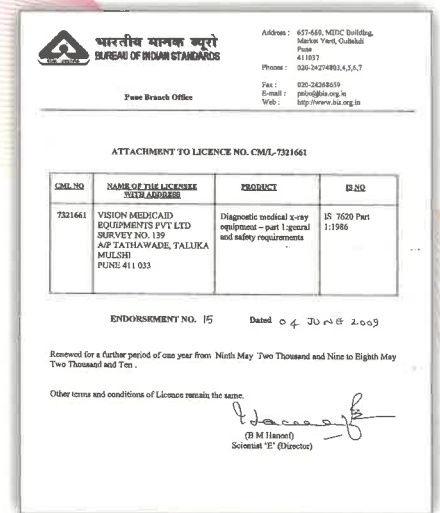 भारतीय मानक ब्यूरो
BUREAU OF INDIAN STANDARDS
Pune Branch Office
Address : 657-660, MIDC Building,
Market Yard, Gultekdi
Pune
411037
Phones : 020-24274803,4,5,6,7
Fax : 020-24268659
E-mail : pnbo@bis.org.in
Web : http://www.bis.org.in
ATTACHMENT TO LICENCE NO. CM/L-7321661
CML NO NAME OF THE LICENSEE WITH ADDRESS PRODUCT IS NO
7321661 VISION MEDICAID Diagnostic medical x-ray IS 7620 Part
EQUIPMENTS PVT LTD equipment – part 1:genral 1:1986
SURVEY NO. 139 and safety requirements
A/P TATHAWADE, TALUKA
MULSHI
PUNE 411 033
ENDORSEMENT NO. 15 Dated 04 JUNE 2009
Renewed for a further period of one year from Ninth May Two Thousand and Nine to Eighth May
Two Thousand and Ten .
Other terms and conditions of Licence remain the same.
(B M Haneef)
Scientist "E" (Director)